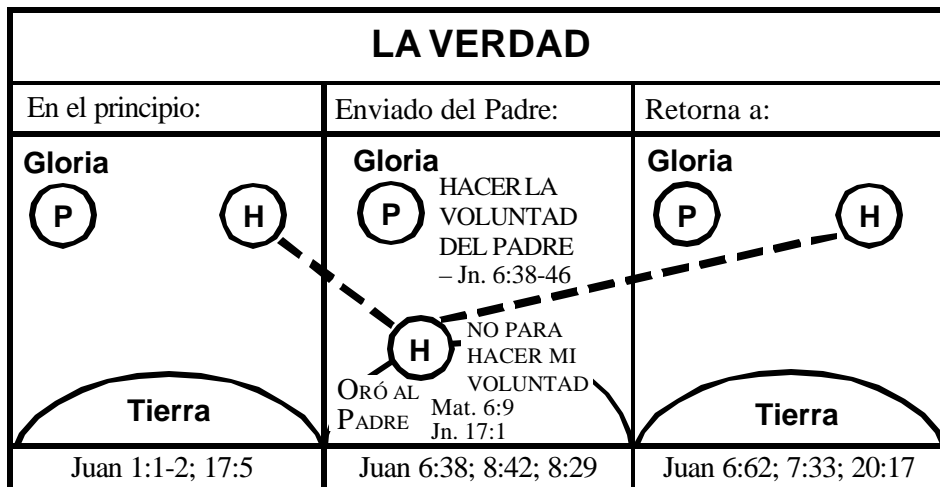 LA VERDAD
En el principio:
Enviado del Padre:
Retorna a:
Gloria
P
H
Tierra
Gloria
P
HACER LA
VOLUNTAD
DEL PADRE
– Jn. 6:38-46
H
NO PARA
HACER MI
VOLUNTAD
ORÓ AL
PADRE
Mat. 6:9
Jn. 17:1
Gloria
P
H
Tierra
Juan 1:1-2; 17:5
Juan 6:38; 8:42; 8:29
Juan 6:62; 7:33; 20:17